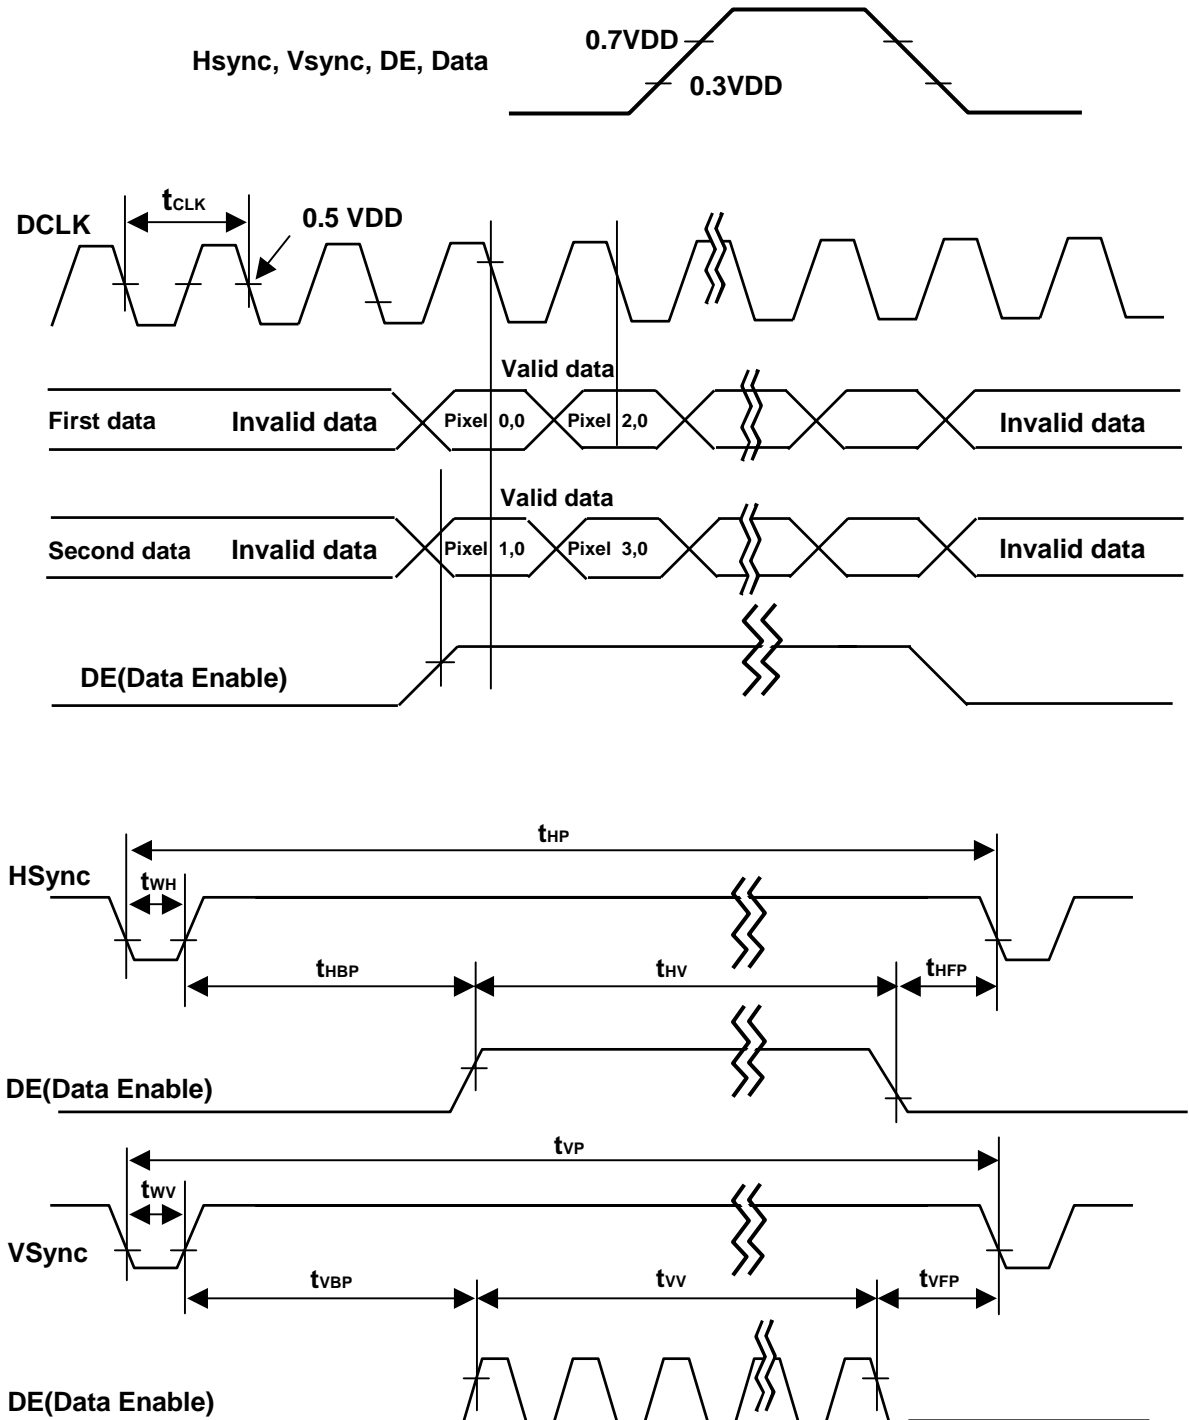 0.7VDD
Hsync, Vsync, DE, Data
0.3VDD
tCLK
DCLK
0.5 VDD
Valid data
First data Invalid data Pixel 0,0 Pixel 2,0 Invalid data
Valid data
Second data Invalid data Pixel 1,0 Pixel 3,0 Invalid data
DE(Data Enable)
tHP
HSync
tWH
tHBP tHV tHFP
DE(Data Enable)
tVP
tWV
VSync
tVBP tVV tVFP
DE(Data Enable)